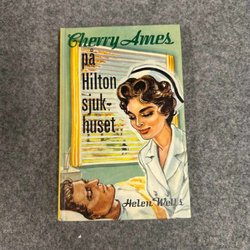 Cherry Ames
på
Hilton
sjuk-
huset
Helen Wells